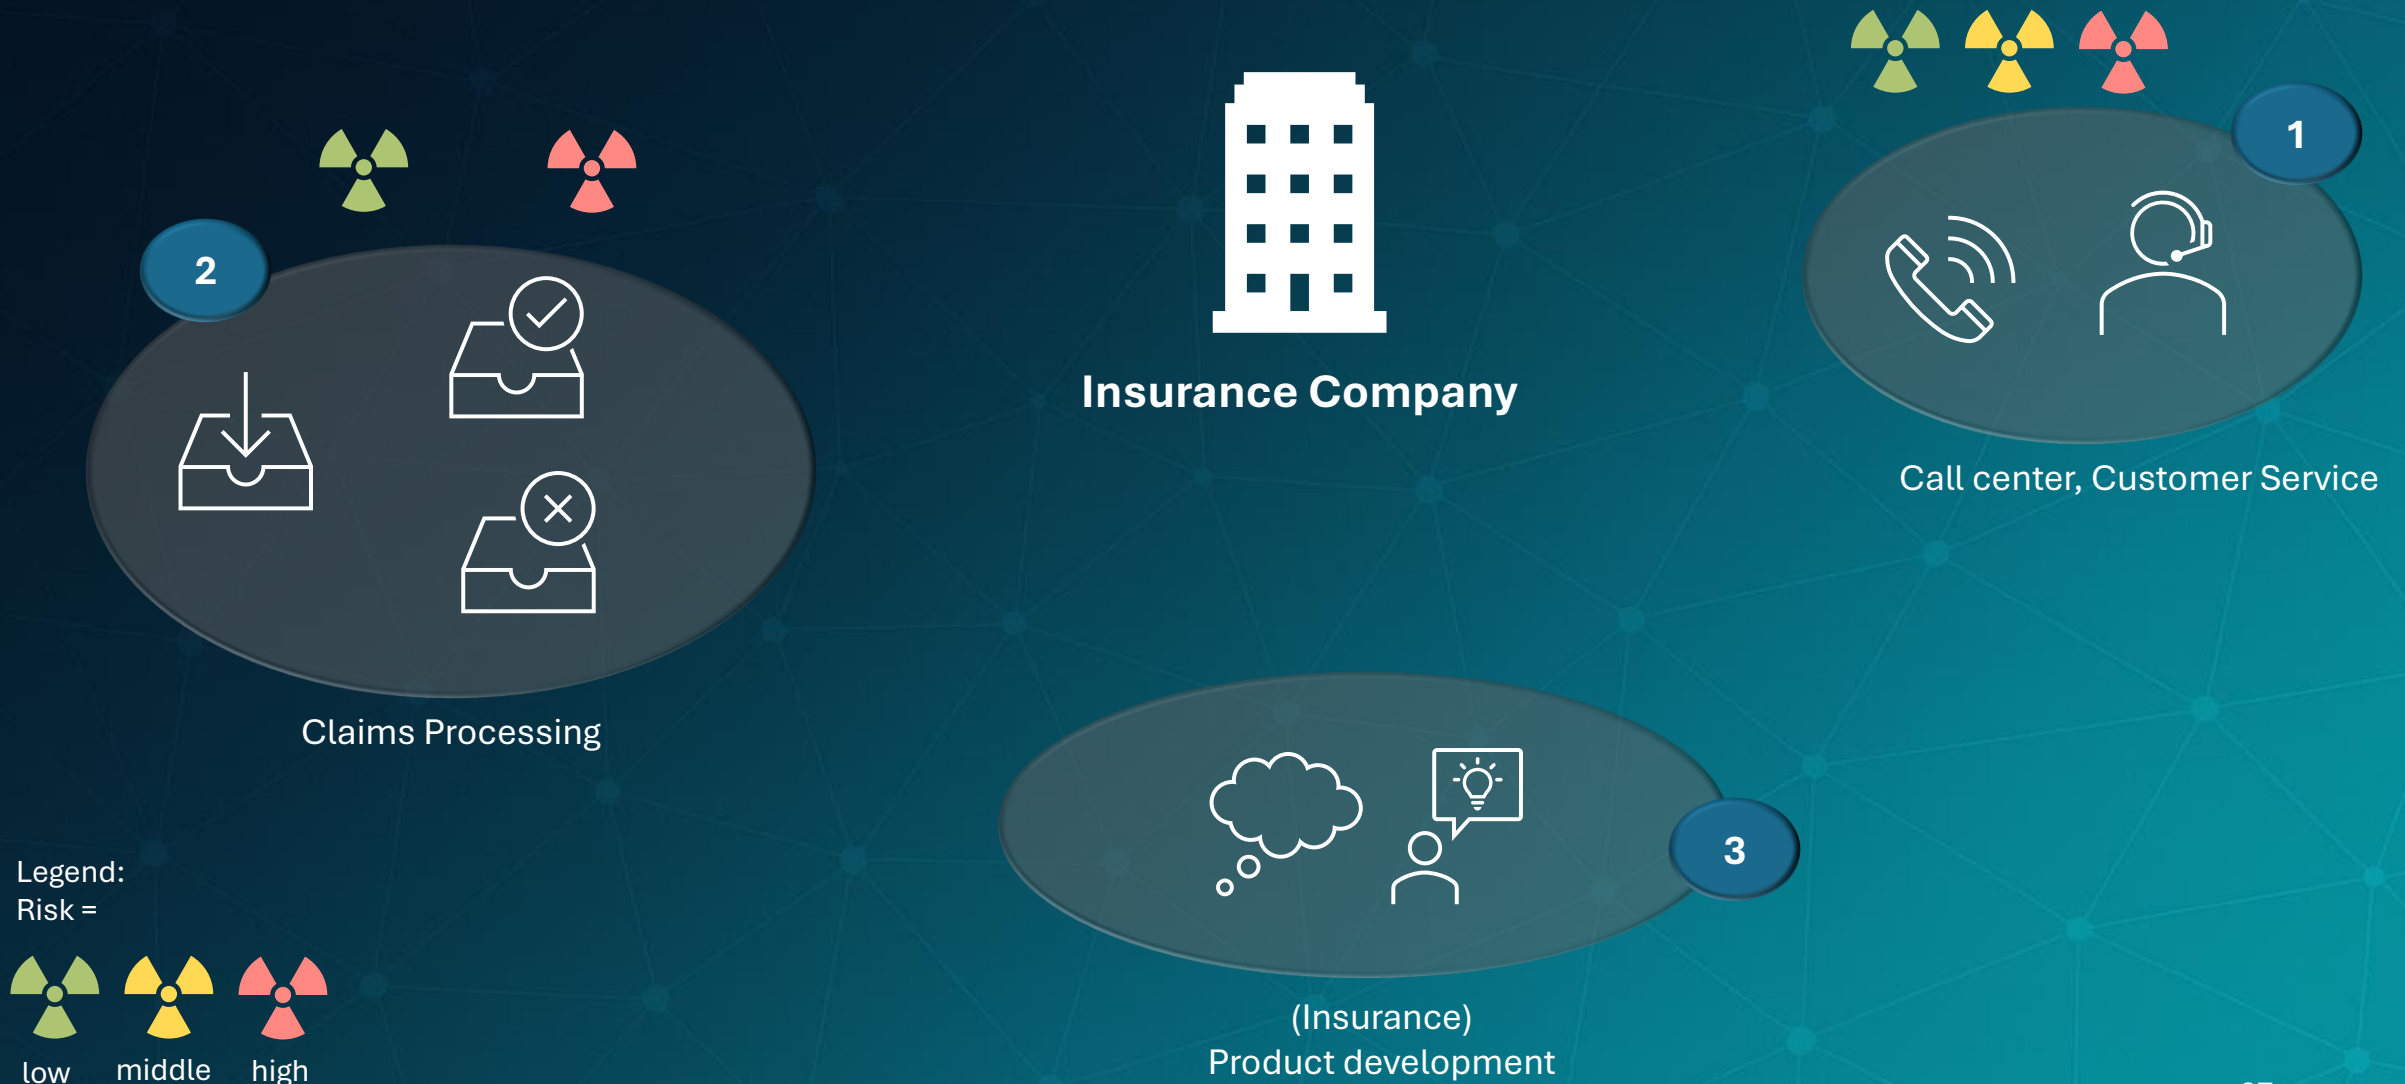 1
2
Insurance Company
Call center, Customer Service
Claims Processing
3
Legend:
Risk =
(Insurance)
Product development
low
middle
high